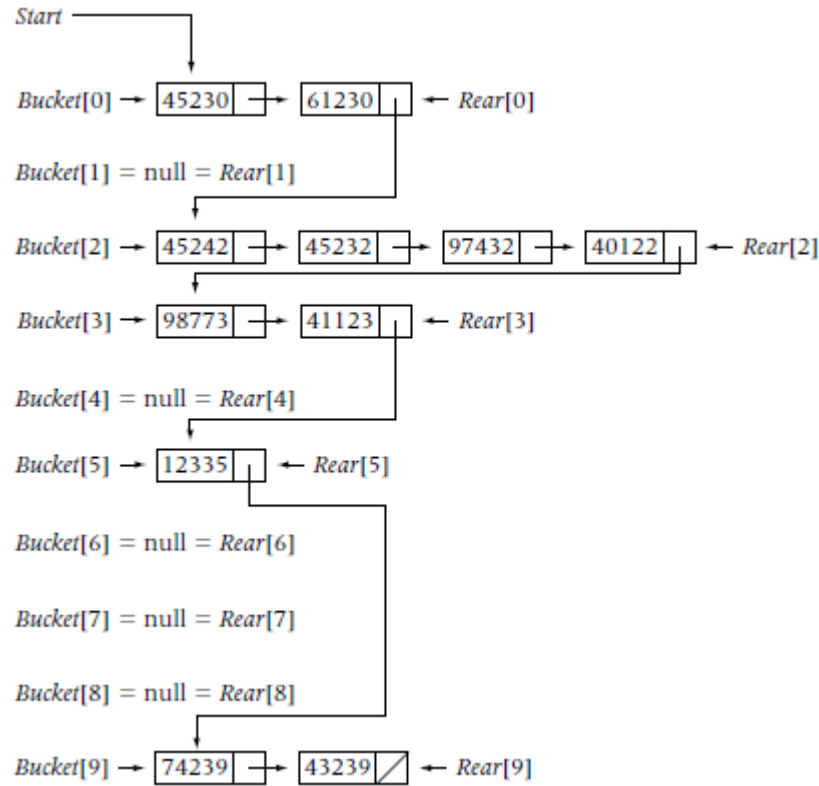 Start
Bucket[0] 45230 61230 Rear[0]
Bucket[1] = null = Rear[1]
Bucket[2] 45242 45232 97432 40122 Rear[2]
Bucket[3] 98773 41123 Rear[3]
Bucket[4] = null = Rear[4]
Bucket[5] 12335 Rear[5]
Bucket[6] = null = Rear[6]
Bucket[7] = null = Rear[7]
Bucket[8] = null = Rear[8]
Bucket[9] 74239 43239 Rear[9]